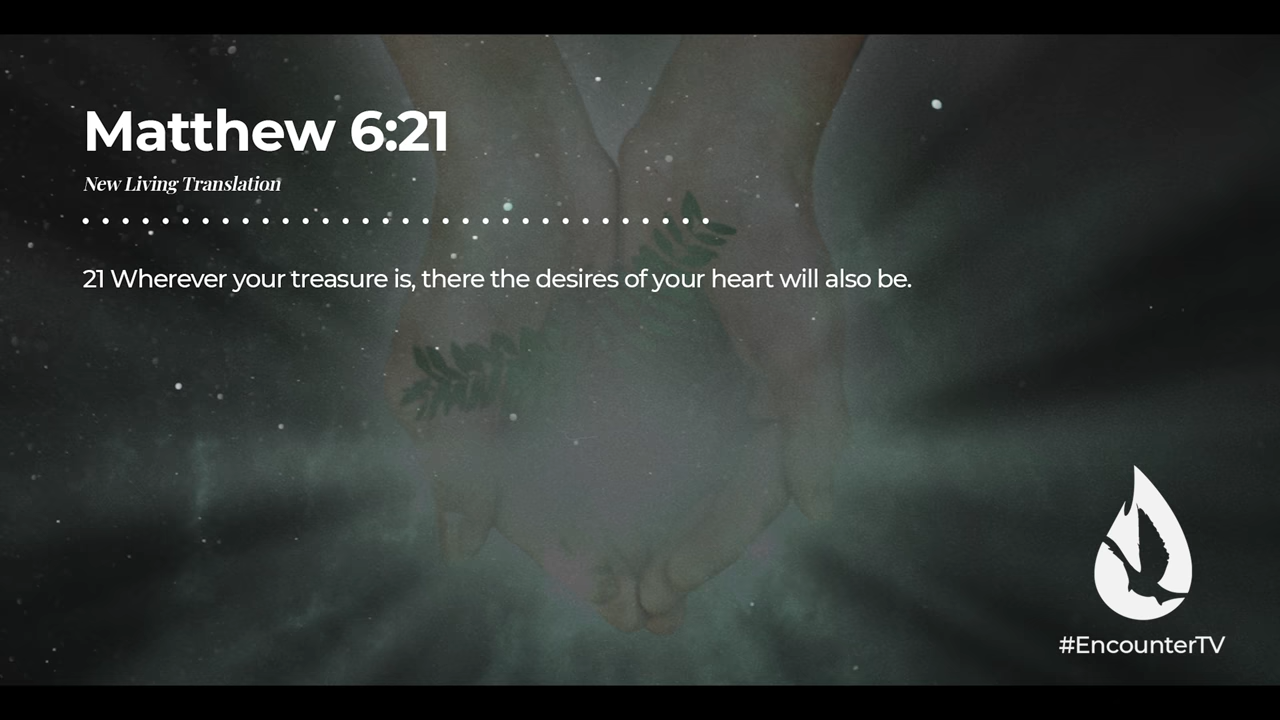 Matthew 6:21
New Living Translation
21 Wherever your treasure is, there the desires of your heart will also be.
#EncounterTV